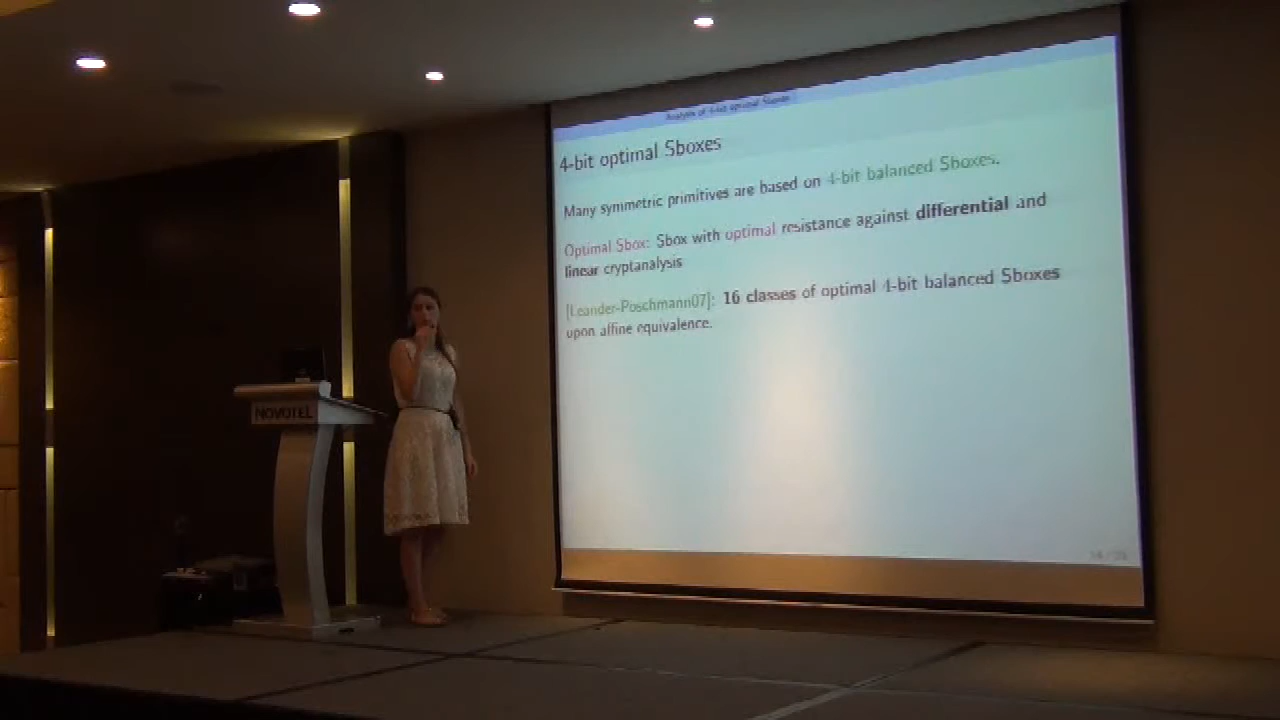 Analysis of 4-bit optimal Sboxes
4-bit optimal Sboxes
Many symmetric primitives are based on 4-bit balanced Sboxes.
Optimal Sbox: Sbox with optimal resistance against differential and
linear cryptanalysis
[Leander-Poschmann07]: 16 classes of optimal 4-bit balanced Sboxes
upon affine equivalence.
NOVOTEL